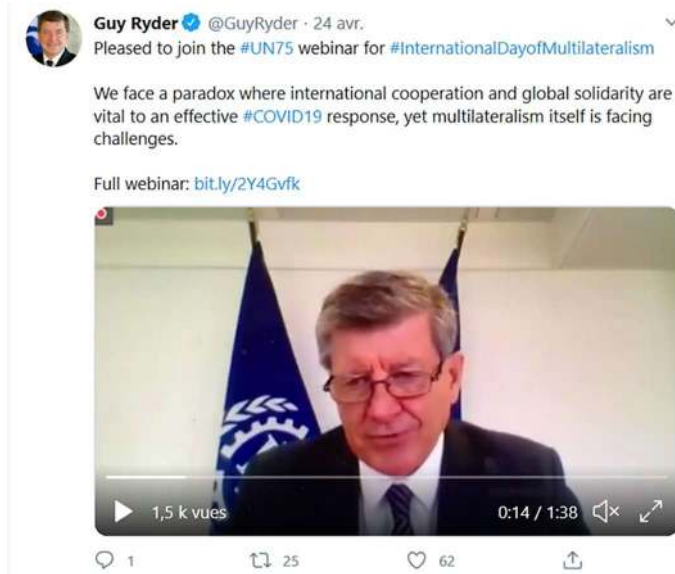 Guy Ryder @GuyRyder · 24 avr.
Pleased to join the #UN75 webinar for #InternationalDayofMultilateralism
We face a paradox where international cooperation and global solidarity are
vital to an effective #COVID19 response, yet multilateralism itself is facing
challenges.
Full webinar: bit.ly/2Y4Gvfk
1,5 k vues
0:14 / 1:38
1 25 62